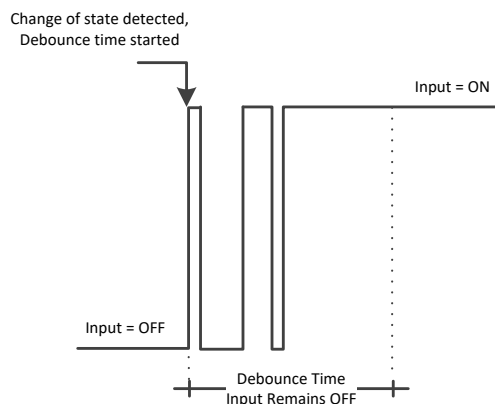 Change of state detected,
Debounce time started
Input = ON
Input = OFF
Debounce Time
Input Remains OFF